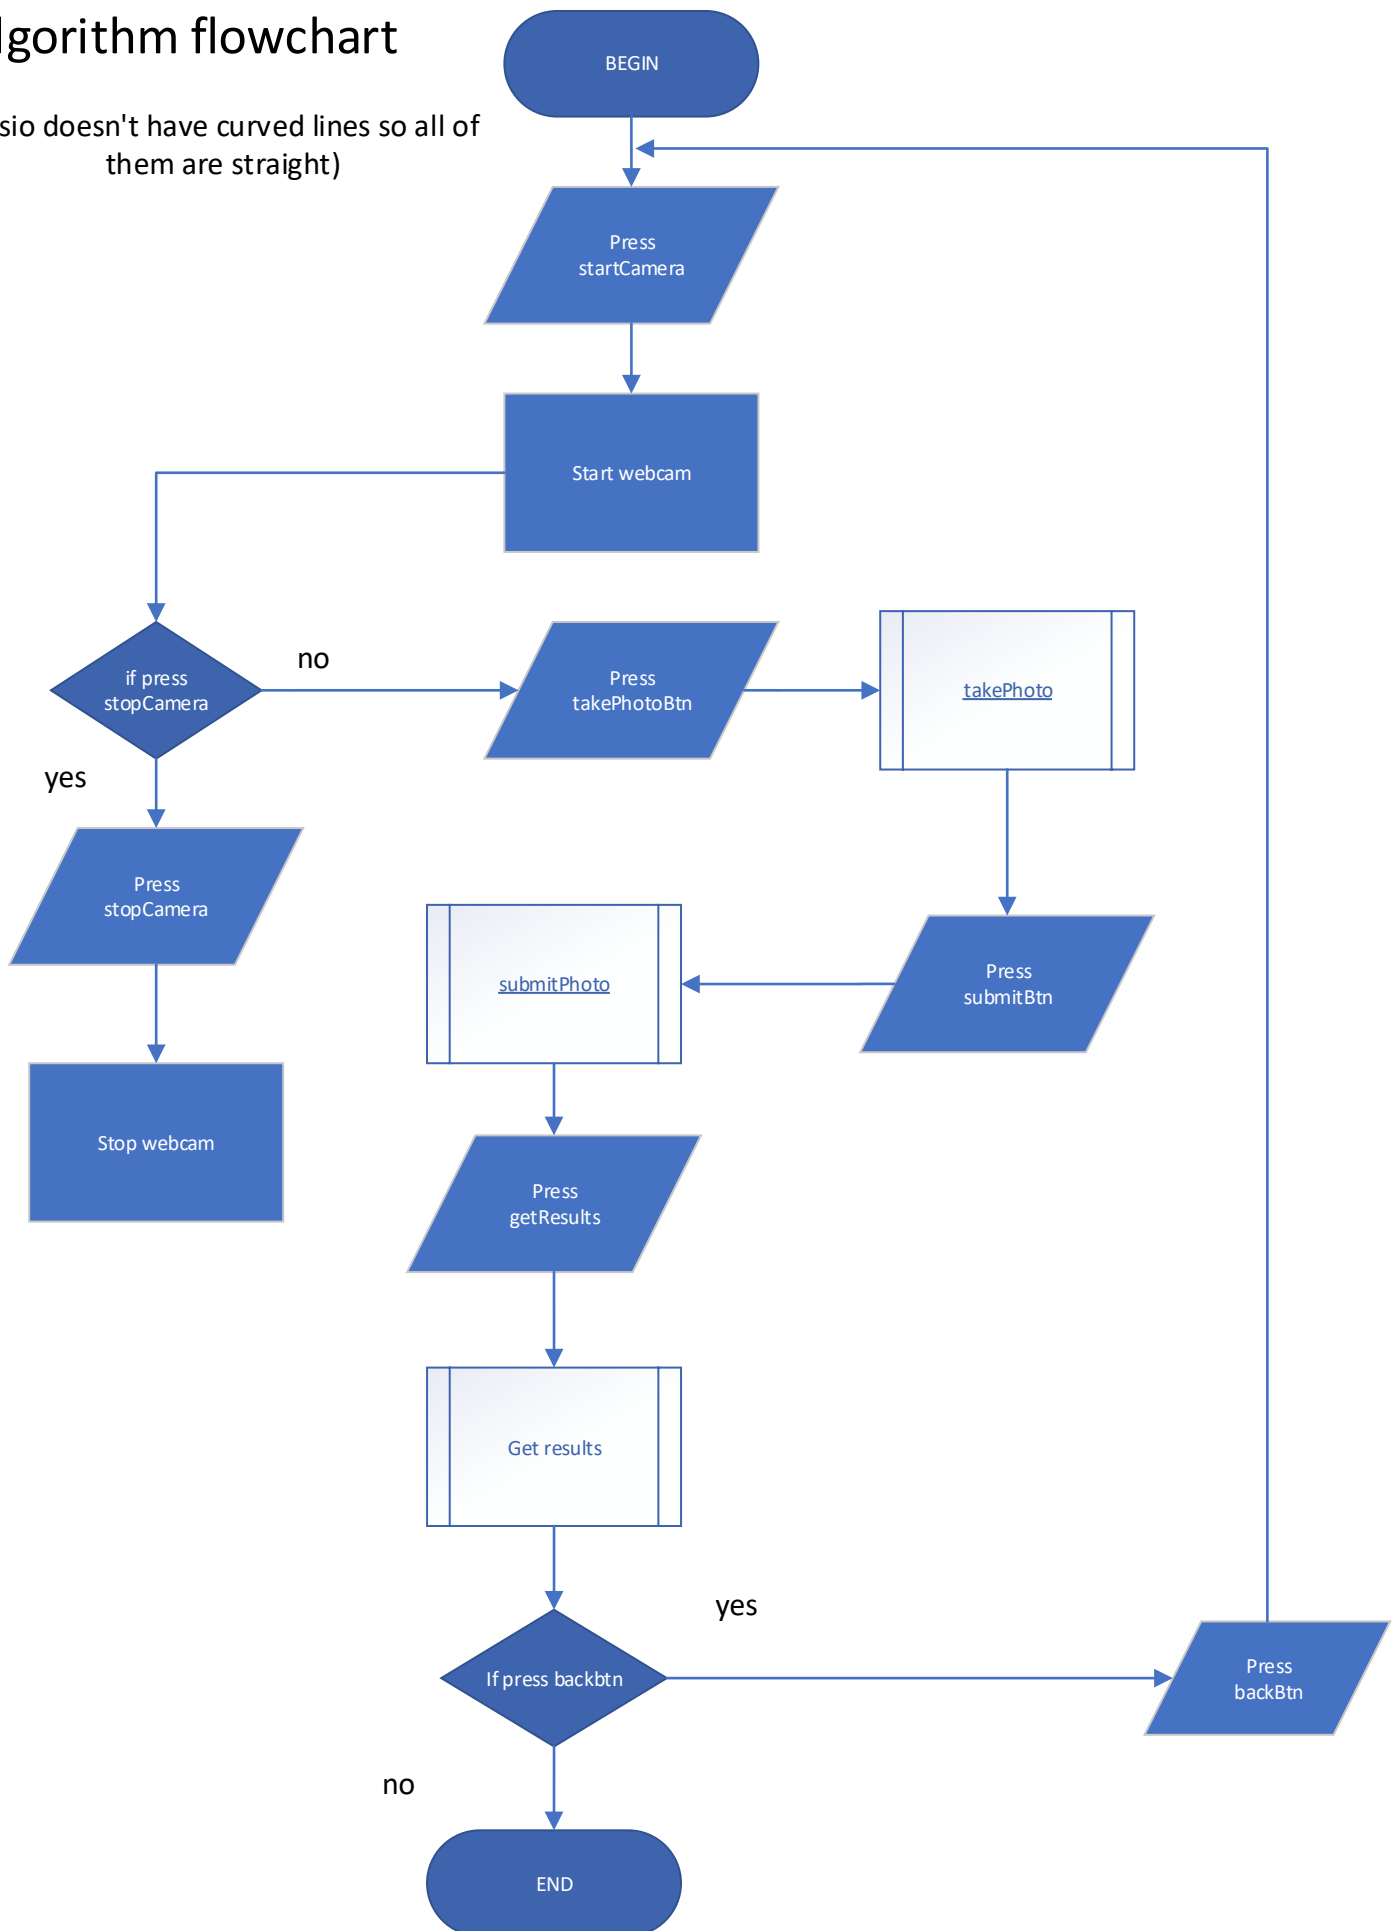 lgorithm flowchart
sio doesn't have curved lines so all of
them are straight)
BEGIN
Press
startCamera
Start webcam
if press
stopCamera
no
Press
takePhotoBtn
takePhoto
yes
Press
stopCamera
submitPhoto
Press
submitBtn
Stop webcam
Press
getResults
Get results
yes
If press backbtn
Press
backBtn
no
END